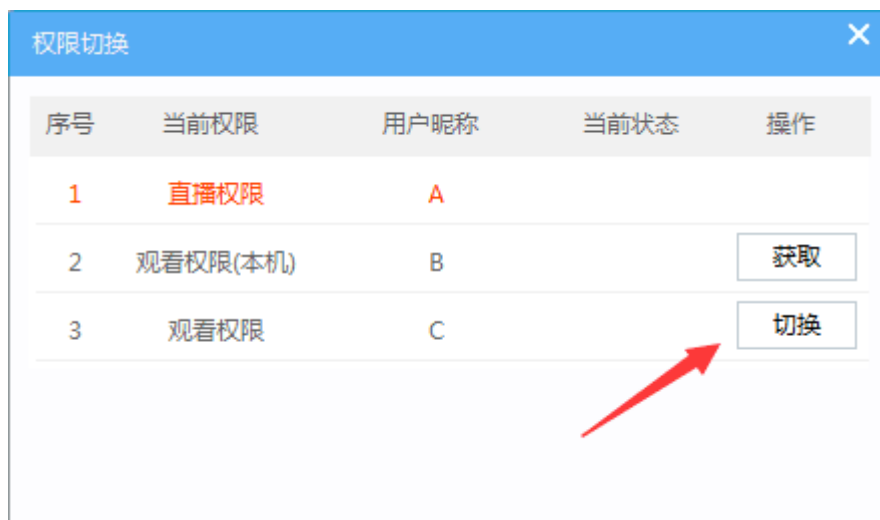 权限切换
序号 当前权限 用户昵称 当前状态 操作
1 直播权限 A
2 观看权限(本机) B 获取
3 观看权限 C 切换